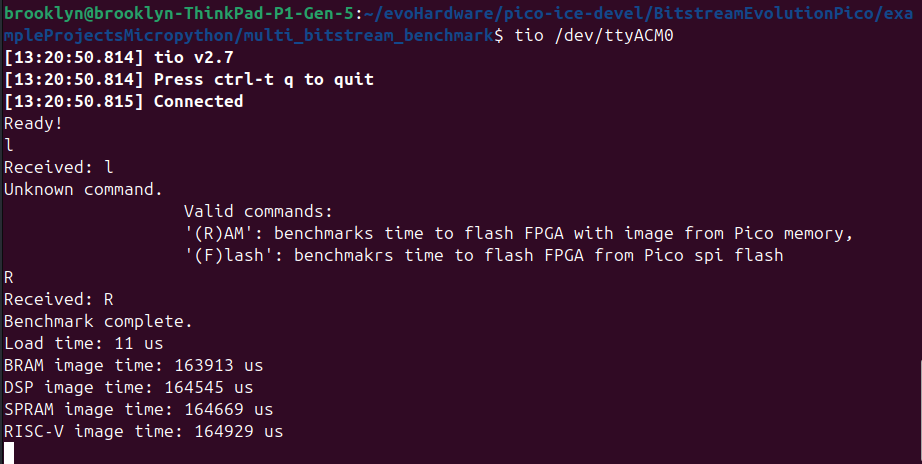 brooklyn@brooklyn-ThinkPad-P1-Gen-5:~/evoHardware/pico-ice-devel/BitstreamEvolutionPico/exa
mpleProjectsMicropython/multi_bitstream_benchmark$ tio /dev/ttyACM0
[13:20:50.814] tio v2.7
[13:20:50.814] Press ctrl-t q to quit
[13:20:50.815] Connected
Ready!
l
Received: l
Unknown command.
Valid commands:
'(R)AM': benchmarks time to flash FPGA with image from Pico memory,
'(F)lash': benchmakrs time to flash FPGA from Pico spi flash
R
Received: R
Benchmark complete.
Load time: 11 us
BRAM image time: 163913 us
DSP image time: 164545 us
SPRAM image time: 164669 us
RISC-V image time: 164929 us